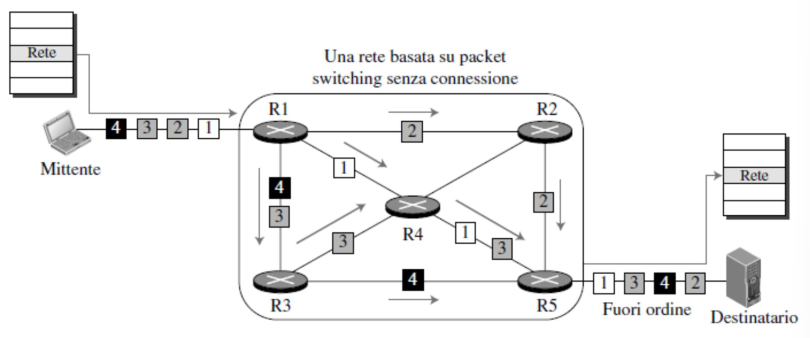 Rete
Una rete basata su packet
switching senza connessione
R1
R2
4 3 2 1
2
Mittente
1
4
3
2
Rete
R4
3
1
3
4
R3
R5
1 3 4 2
Fuori ordine
Destinatario